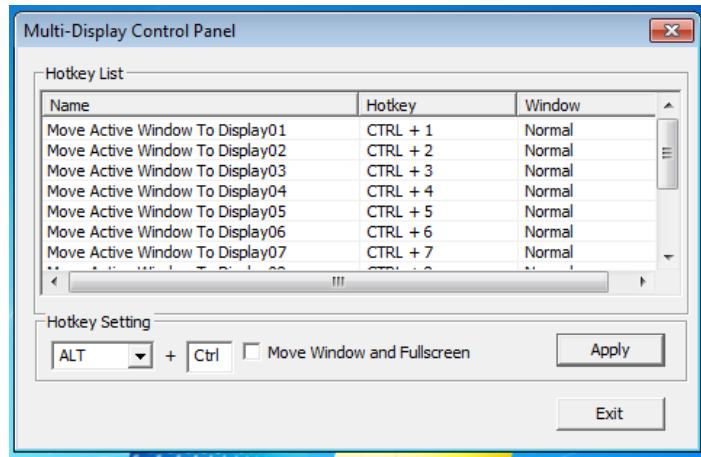 Multi-Display Control Panel
Hotkey List
Name Hotkey Window
Move Active Window To Display01 CTRL + 1 Normal
Move Active Window To Display02 CTRL + 2 Normal
Move Active Window To Display03 CTRL + 3 Normal
Move Active Window To Display04 CTRL + 4 Normal
Move Active Window To Display05 CTRL + 5 Normal
Move Active Window To Display06 CTRL + 6 Normal
Move Active Window To Display07 CTRL + 7 Normal
Hotkey Setting
ALT + Ctrl Move Window and Fullscreen Apply
Exit